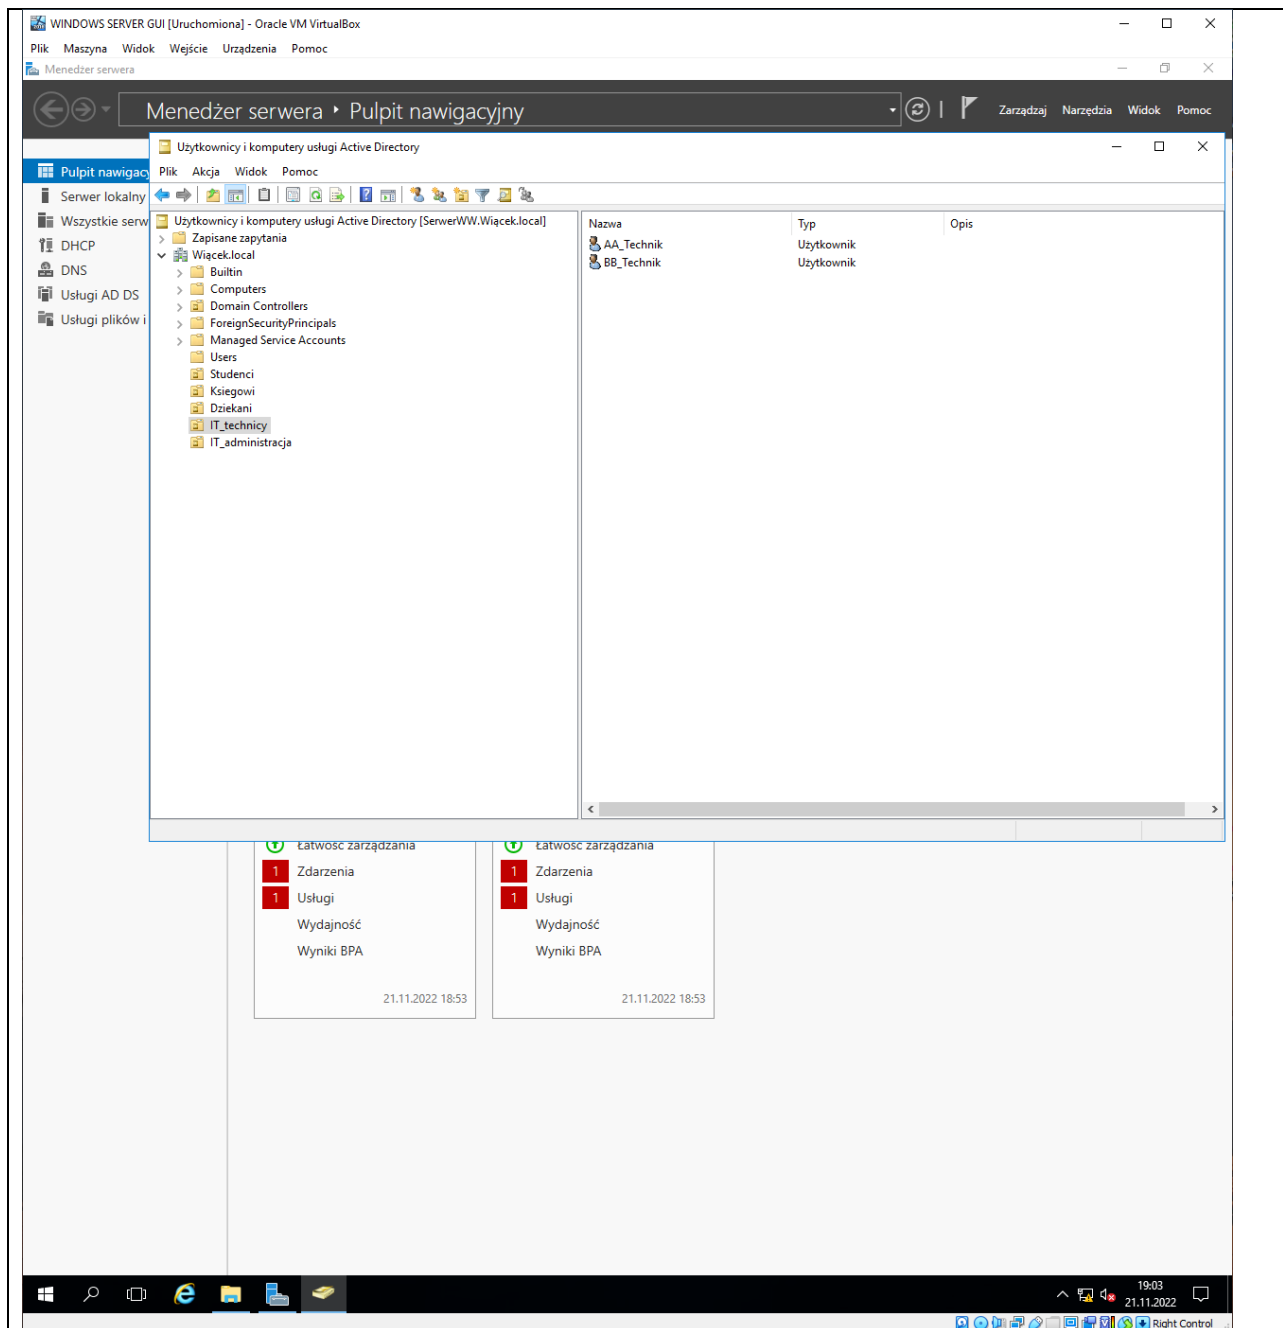 WINDOWS SERVER GUI [Uruchomiona] - Oracle VM VirtualBox
Plik Maszyna Widok Wejście Urządzenia Pomoc
Menedżer serwera
Menedżer serwera ‣ Pulpit nawigacyjny
Zarządzaj Narzędzia Widok Pomoc
Użytkownicy i komputery usługi Active Directory
Plik Akcja Widok Pomoc
Pulpit nawigacy
Serwer lokalny
Wszystkie serw
DHCP
DNS
Usługi AD DS
Usługi plików i
Użytkownicy i komputery usługi Active Directory [SerwerWW.Wiącek.local]
Zapisane zapytania
Wiącek.local
Builtin
Computers
Domain Controllers
ForeignSecurityPrincipals
Managed Service Accounts
Users
Studenci
Ksiegowi
Dziekani
IT_technicy
IT_administracja
Nazwa Typ Opis
AA_Technik Użytkownik
BB_Technik Użytkownik
Łatwość zarządzania
1 Zdarzenia
1 Usługi
Wydajność
Wyniki BPA
21.11.2022 18:53
Łatwość zarządzania
1 Zdarzenia
1 Usługi
Wydajność
Wyniki BPA
21.11.2022 18:53
19:03
21.11.2022
Right Control